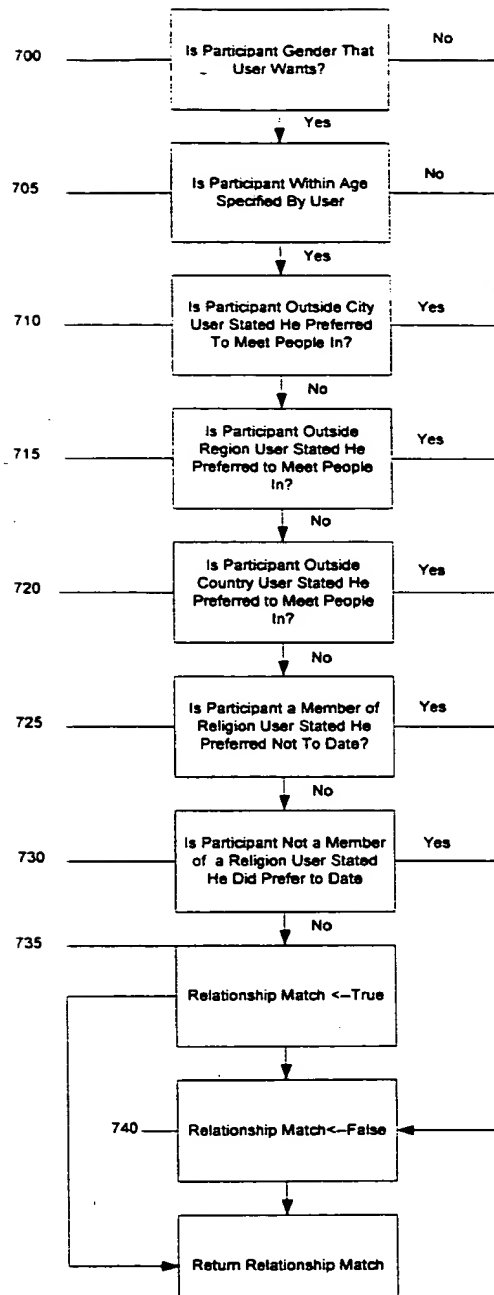 700
Is Participant Gender That
User Wants?
No
Yes
705
Is Participant Within Age
Specified By User
No
Yes
710
Is Participant Outside City
User Stated He Preferred
To Meet People In?
Yes
No
715
Is Participant Outside
Region User Stated He
Preferred to Meet People
In?
Yes
No
720
Is Participant Outside
Country User Stated He
Preferred to Meet People
In?
Yes
No
725
Is Participant a Member of
Religion User Stated He
Preferred Not To Date?
Yes
No
730
Is Participant Not a Member
of a Religion User Stated
He Did Prefer to Date
Yes
No
735
Relationship Match <--True
740
Relationship Match<--False
Return Relationship Match